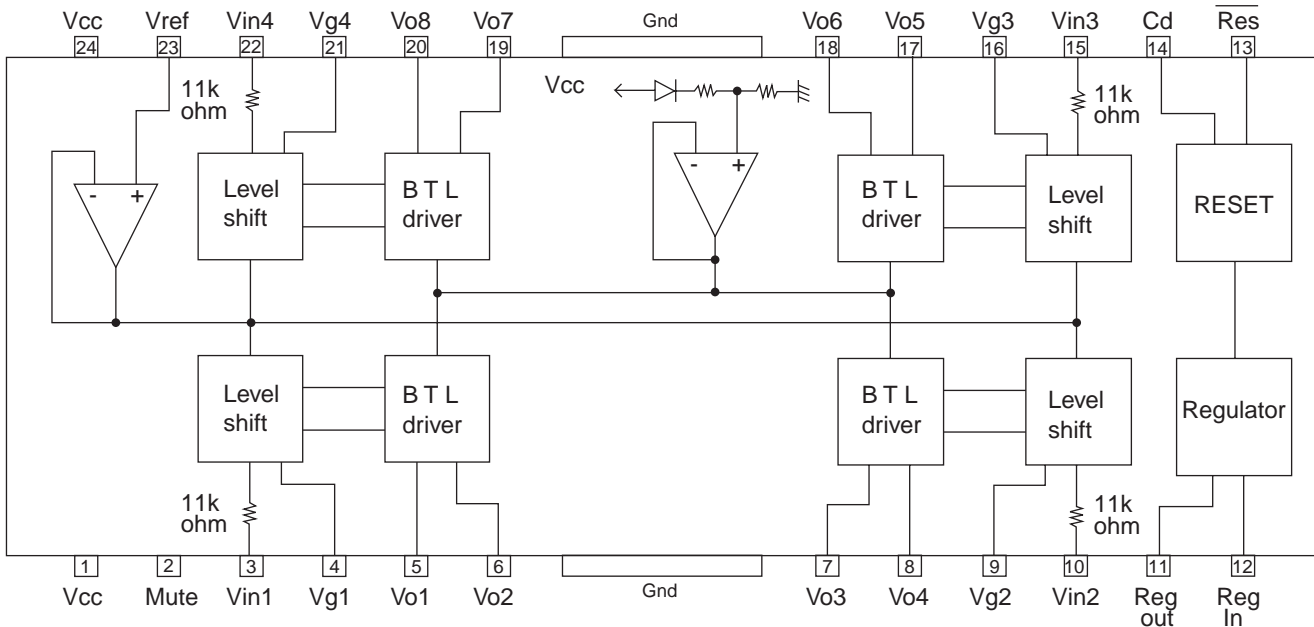 Vcc Vref Vin4 Vg4 Vo8 Vo7 Gnd Vo6 Vo5 Vg3 Vin3 Cd Res
24 23 22 21 20 19 18 17 16 15 14 13
11k
ohm
Vcc
11k
ohm
- +
Level
shift
B T L
driver
- +
B T L
driver
Level
shift
RESET
Level
shift
B T L
driver
B T L
driver
Level
shift
Regulator
11k
ohm
11k
ohm
1 2 3 4 5 6 7 8 9 10 11 12
Vcc Mute Vin1 Vg1 Vo1 Vo2 Gnd Vo3 Vo4 Vg2 Vin2 Reg
out
Reg
In